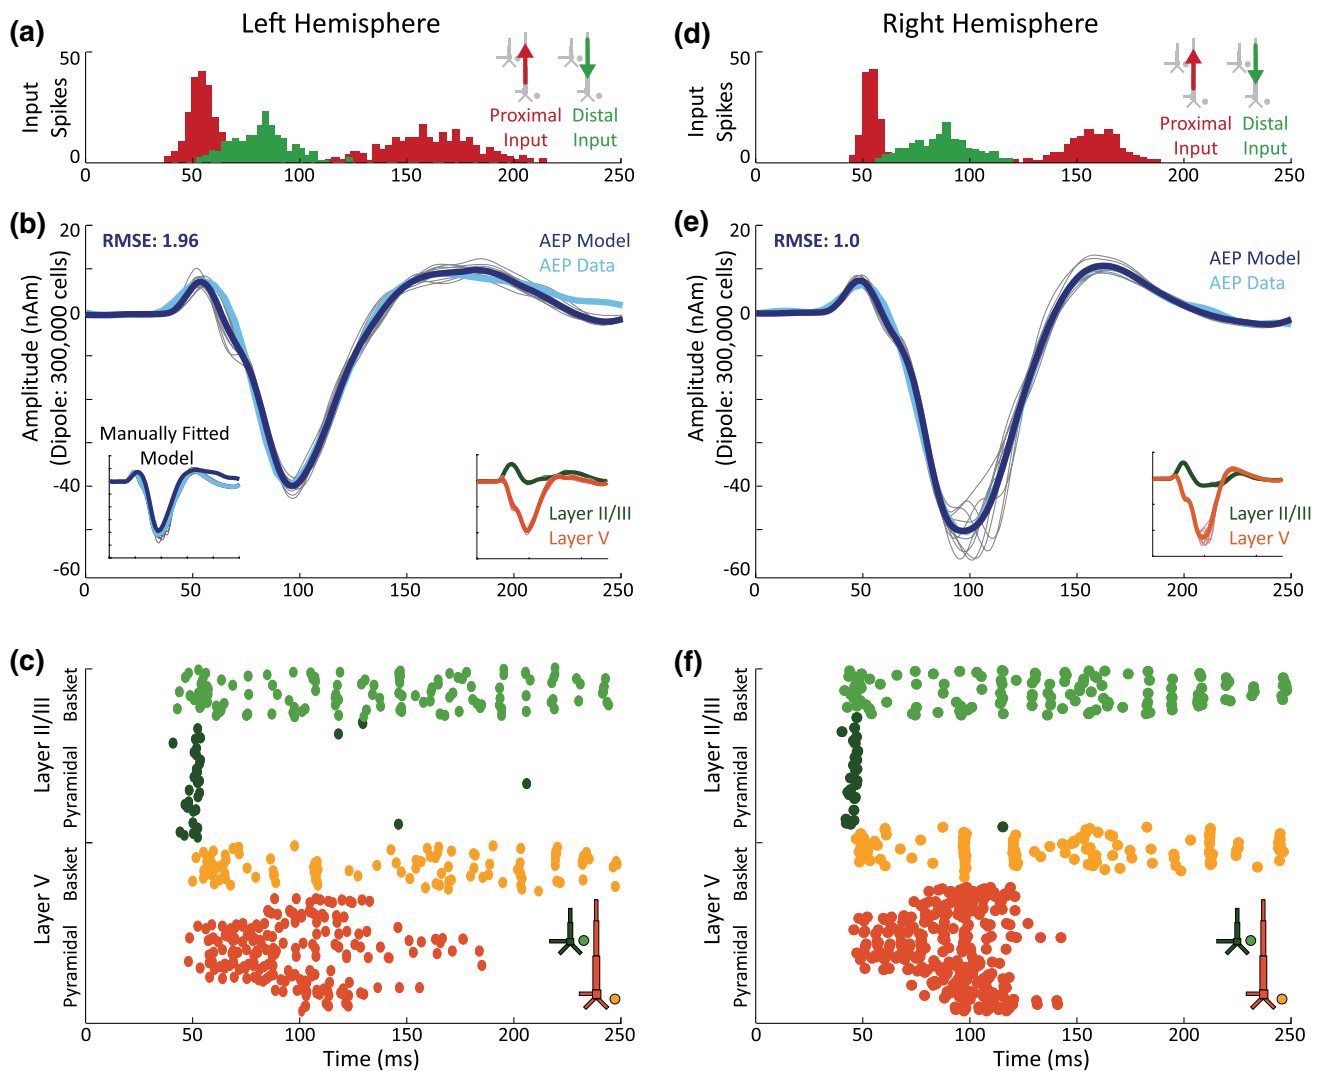 Left Hemisphere
Right Hemisphere
(a)
50
0
Input
Spikes
Proximal
Input
Distal
Input
0
50
100
150
200
250
(d)
50
0
Input
Spikes
Proximal
Input
Distal
Input
0
50
100
150
200
250
(b)
20
0
-40
-60
Amplitude (nAm)
(Dipole: 300,000 cells)
RMSE: 1.96
AEP Model
AEP Data
Manually Fitted
Model
Layer II/III
Layer V
0
50
100
150
200
250
(e)
20
0
-40
-60
Amplitude (nAm)
(Dipole: 300,000 cells)
RMSE: 1.0
AEP Model
AEP Data
Layer II/III
Layer V
0
50
100
150
200
250
(c)
Layer II/III
Basket
Pyramidal
Layer V
Basket
Pyramidal
0
50
100
150
200
250
Time (ms)
(f)
Layer II/III
Basket
Pyramidal
Layer V
Basket
Pyramidal
0
50
100
150
200
250
Time (ms)